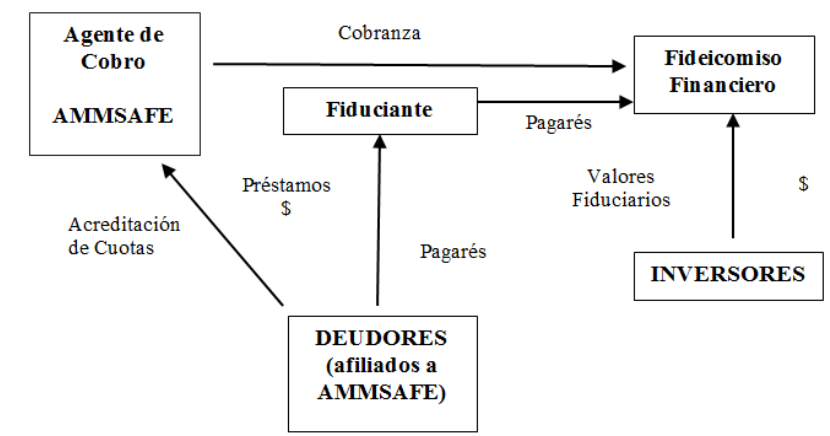 Agente de
Cobro
AMMSAFE
Cobranza
Fideicomiso
Financiero
Fiduciante
Pagarés
Préstamos
$
Valores
Fiduciarios
$
Acreditación
de Cuotas
Pagarés
INVERSORES
DEUDORES
(afiliados a
AMMSAFE)